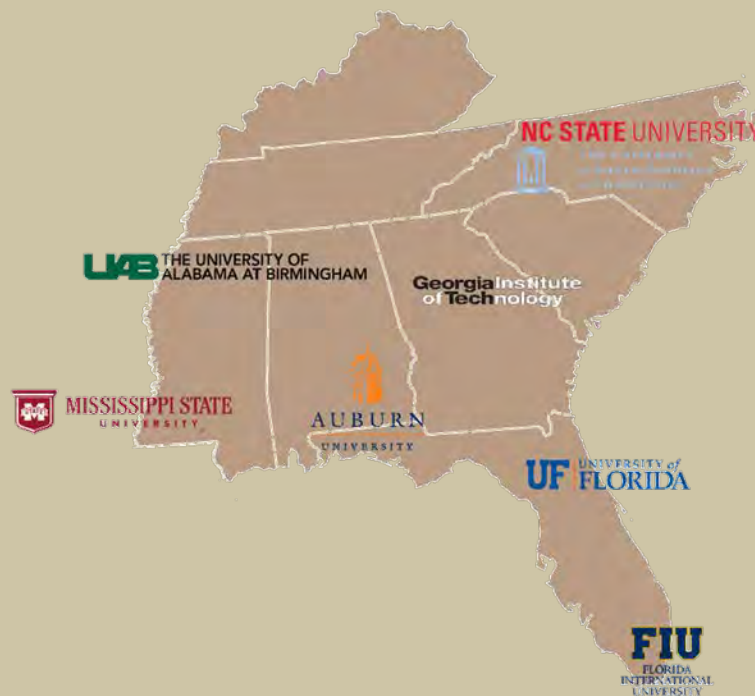 NC STATE UNIVERSITY
UAB THE UNIVERSITY OF
ALABAMA AT BIRMINGHAM
Georgia Institute
of Technology
MISSISSIPPI STATE
UNIVERSITY
AUBURN
UNIVERSITY
UF UNIVERSITY of
FLORIDA
FIU
FLORIDA
INTERNATIONAL
UNIVERSITY